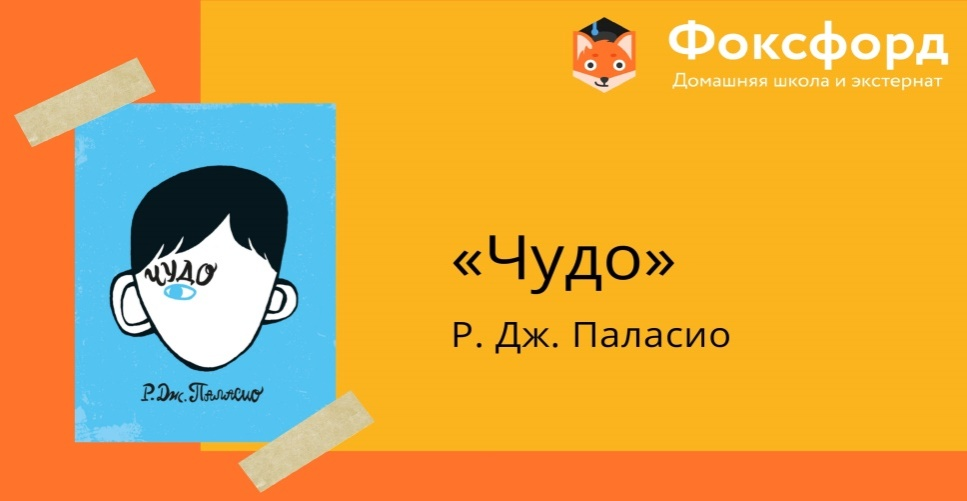 Фоксфорд
Домашняя школа и экстернат
ЧУДО
Р. Дж. Паласио
«Чудо»
Р. Дж. Паласио